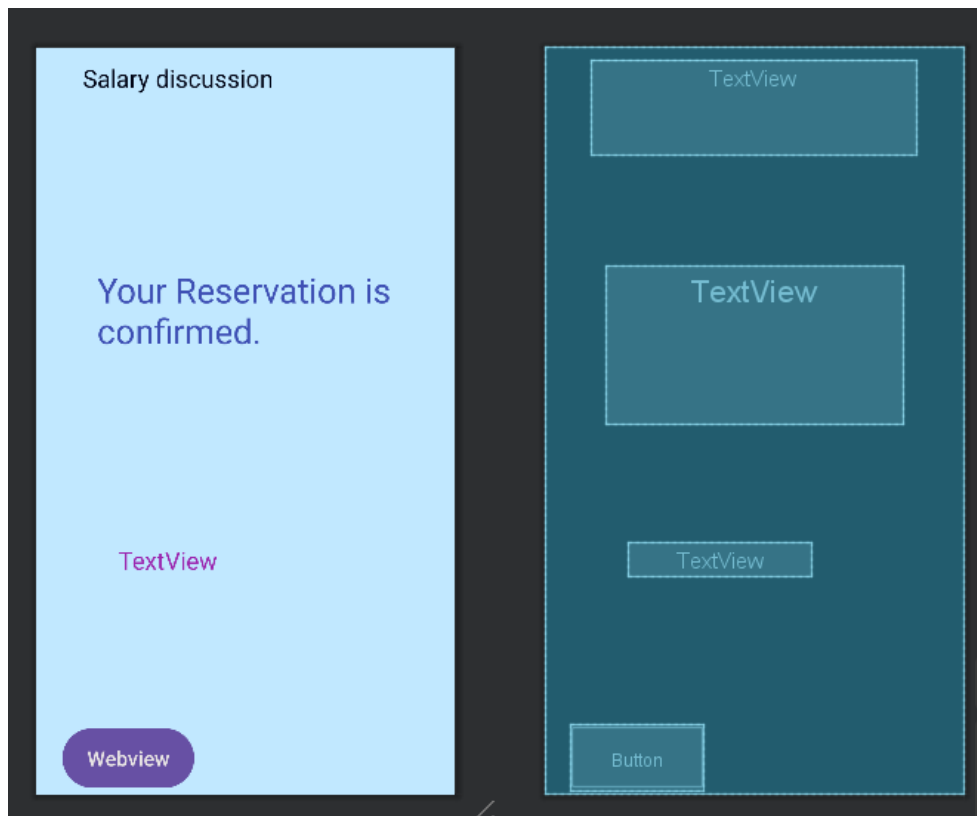 Salary discussion
Your Reservation is
confirmed.
TextView
Webview
TextView
TextView
TextView
Button